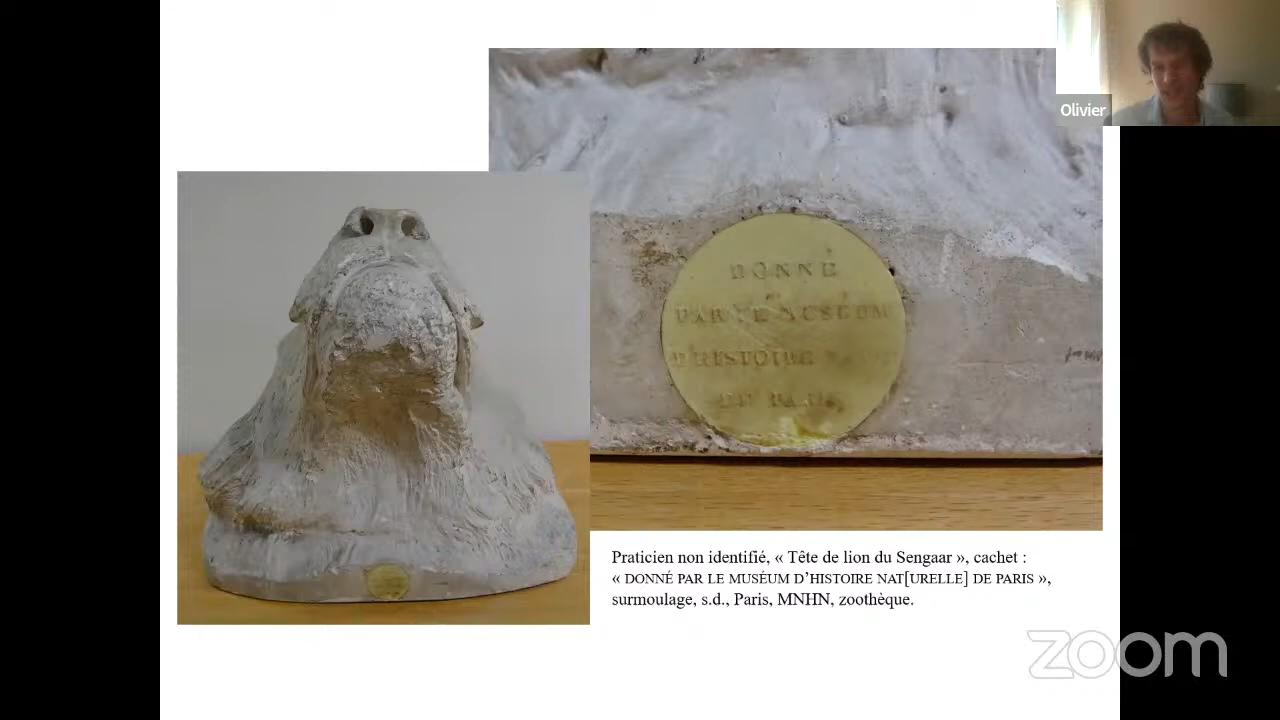 Olivier
DONNÉ
PAR LE MUSÉUM
D'HISTOIRE
DE PARIS
Praticien non identifié, « Tête de lion du Sengaar », cachet :
« DONNÉ PAR LE MUSÉUM D'HISTOIRE NAT[URELLE] DE PARIS »,
surmoulage, s.d., Paris, MNHN, zoothèque.
zoom